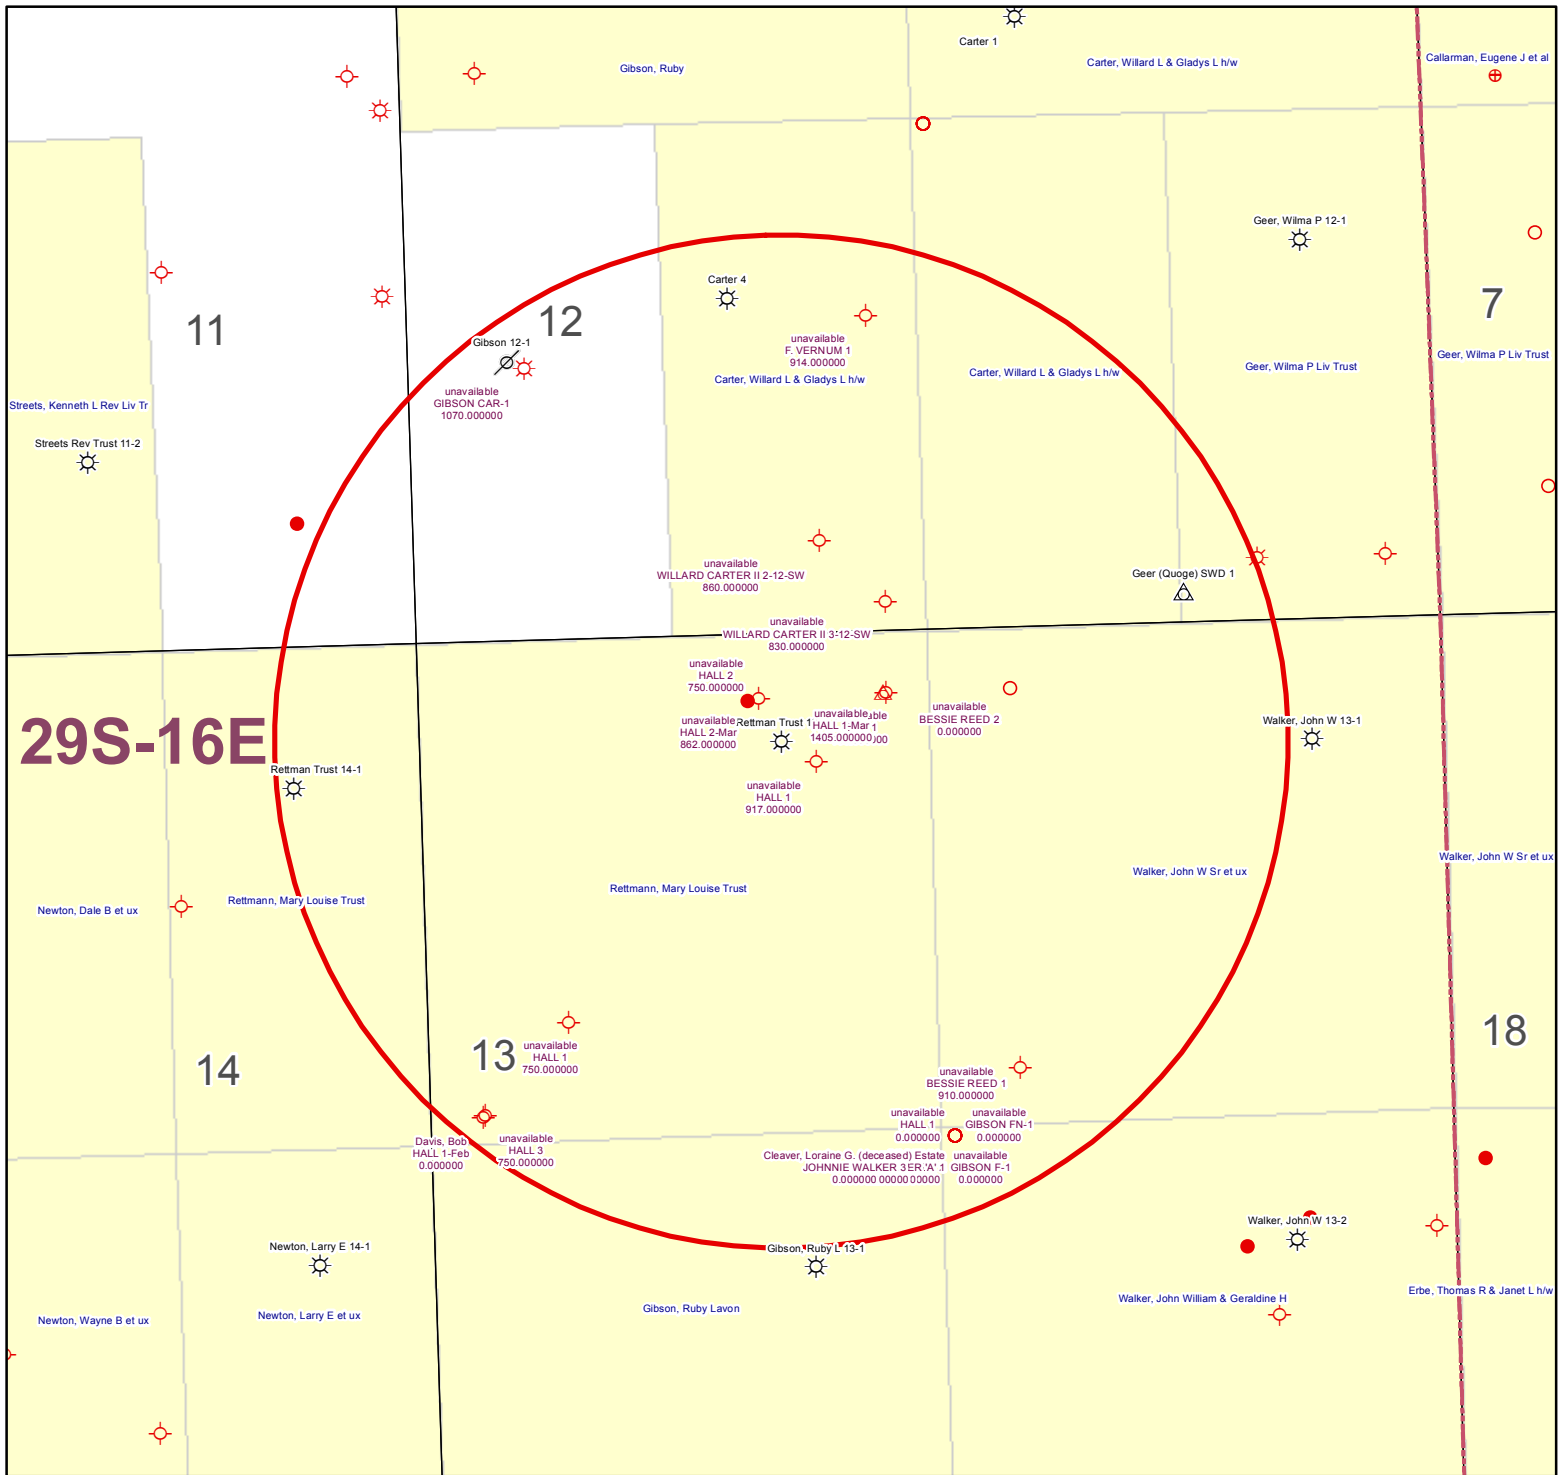 Carter 1
Gibson, Ruby
Carter, Willard L & Gladys L h/w
Callarman, Eugene J et al
Geer, Wilma P 12-1
Carter 4
11
12
7
Gibson 12-1
unavailable
F. VERNUM 1
914.000000
Carter, Willard L & Gladys L h/w
Carter, Willard L & Gladys L h/w
Geer, Wilma P Liv Trust
Geer, Wilma P Liv Trust
unavailable
GIBSON CAR-1
1070.000000
Streets, Kenneth L Rev Liv Tr
Streets Rev Trust 11-2
unavailable
WILLARD CARTER II 2-12-SW
860.000000
Geer (Quoge) SWD 1
unavailable
WILLARD CARTER II 3-12-SW
830.000000
unavailable
HALL 2
750.000000
unavailable
HALL 2-Mar
862.000000
Rettman Trust 1
unavailable
HALL 1-Mar
1405.000000
unavailable
BESSIE REED 2
0.000000
Walker, John W 13-1
29S-16E
Rettman Trust 14-1
unavailable
HALL 1
917.000000
Walker, John W Sr et ux
Walker, John W Sr et ux
Rettmann, Mary Louise Trust
Rettmann, Mary Louise Trust
Newton, Dale B et ux
14
13
18
unavailable
HALL 1
750.000000
unavailable
BESSIE REED 1
910.000000
unavailable
HALL 1
0.000000
unavailable
GIBSON FN-1
0.000000
Davis, Bob
HALL 1-Feb
0.000000
unavailable
HALL 3
750.000000
Cleaver, Loraine G. (deceased) Estate
JOHNNIE WALKER 3
0.000000
unavailable
GIBSON F-1
0.000000
Walker, John W 13-2
Newton, Larry E 14-1
Gibson, Ruby L 13-1
Newton, Wayne B et ux
Newton, Larry E et ux
Gibson, Ruby Lavon
Walker, John William & Geraldine H
Erbe, Thomas R & Janet L h/w